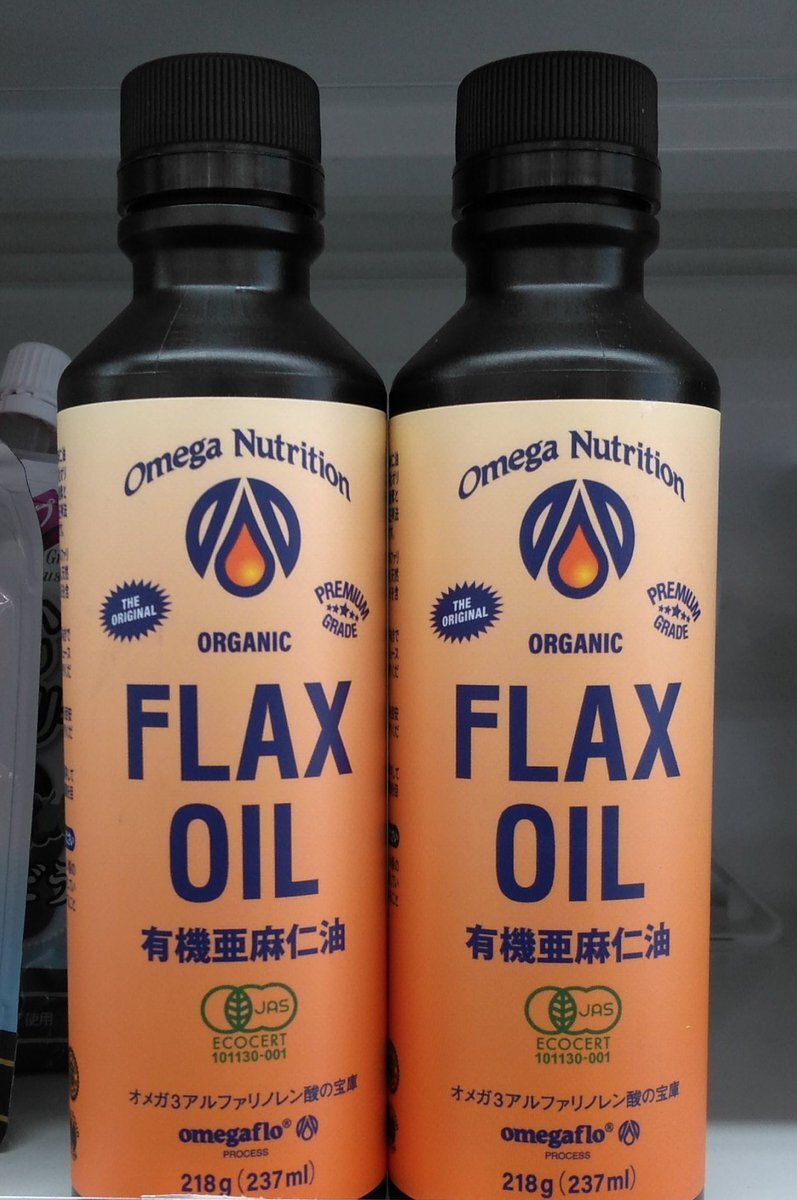 Omega Nutrition
THE
ORIGINAL
PREMIUM
GRADE
ORGANIC
FLAX
OIL
有機亜麻仁油
JAS
ECOCERT
101130-001
オメガ3アルファリノレン酸の宝庫
omegaflo®
PROCESS
218g(237ml)
Omega Nutrition
THE
ORIGINAL
PREMIUM
GRADE
ORGANIC
FLAX
OIL
有機亜麻仁油
JAS
ECOCERT
101130-001
オメガ3アルファリノレン酸の宝庫
omegaflo®
PROCESS
218g(237ml)
使用